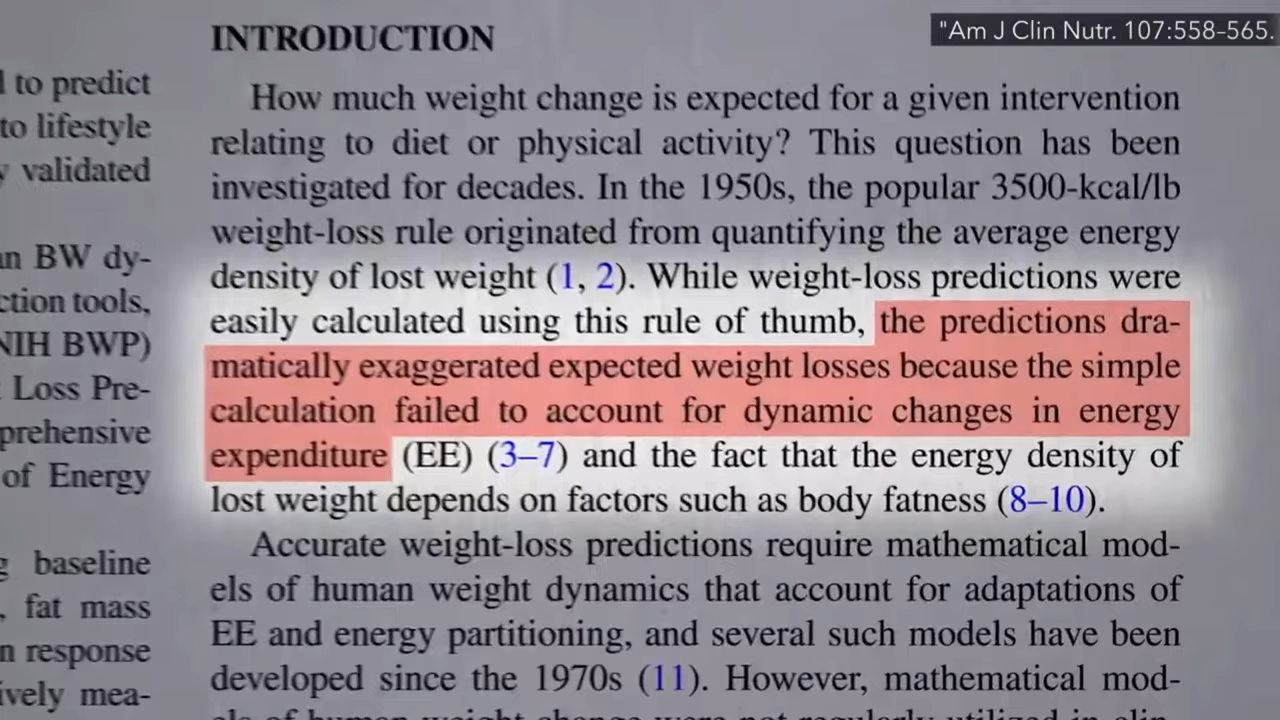 "Am J Clin Nutr. 107:558-565.
INTRODUCTION
to predict
to lifestyle
validated
BW dy-
tion tools,
NIH BWP)
Loss Pre-
prehensive
of Energy
baseline
fat mass
response
ively mea-
How much weight change is expected for a given intervention
relating to diet or physical activity? This question has been
investigated for decades. In the 1950s, the popular 3500-kcal/lb
weight-loss rule originated from quantifying the average energy
density of lost weight (1, 2). While weight-loss predictions were
easily calculated using this rule of thumb, the predictions dra-
matically exaggerated expected weight losses because the simple
calculation failed to account for dynamic changes in energy
expenditure (EE) (3–7) and the fact that the energy density of
lost weight depends on factors such as body fatness (8–10).
Accurate weight-loss predictions require mathematical mod-
els of human weight dynamics that account for adaptations of
EE and energy partitioning, and several such models have been
developed since the 1970s (11). However, mathematical mod-